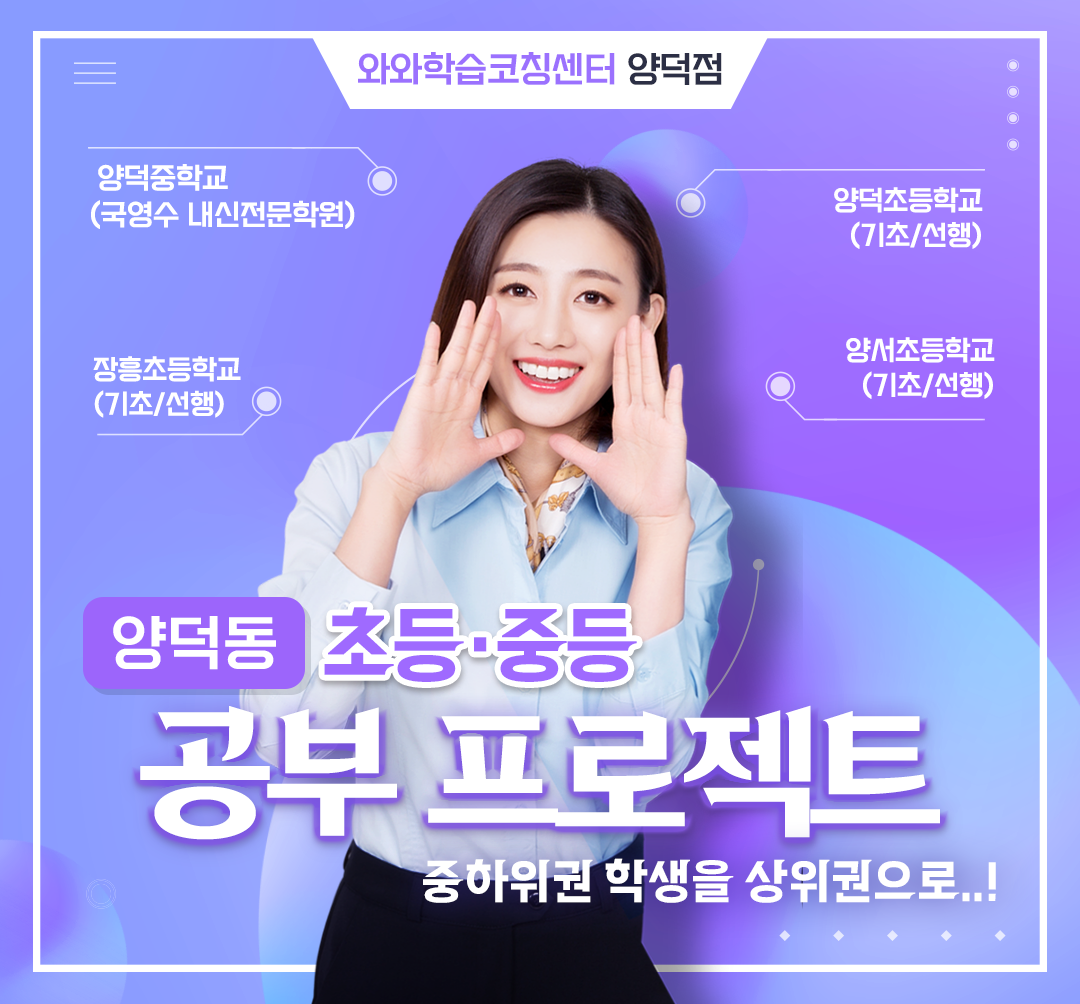 와와학습코칭센터 양덕점
양덕중학교
(국영수 내신전문학원)
양덕초등학교
(기초/선행)
장흥초등학교
(기초/선행)
양서초등학교
(기초/선행)
양덕동 초등·중등
공부 프로젝트
중하위권 학생을 상위권으로..!